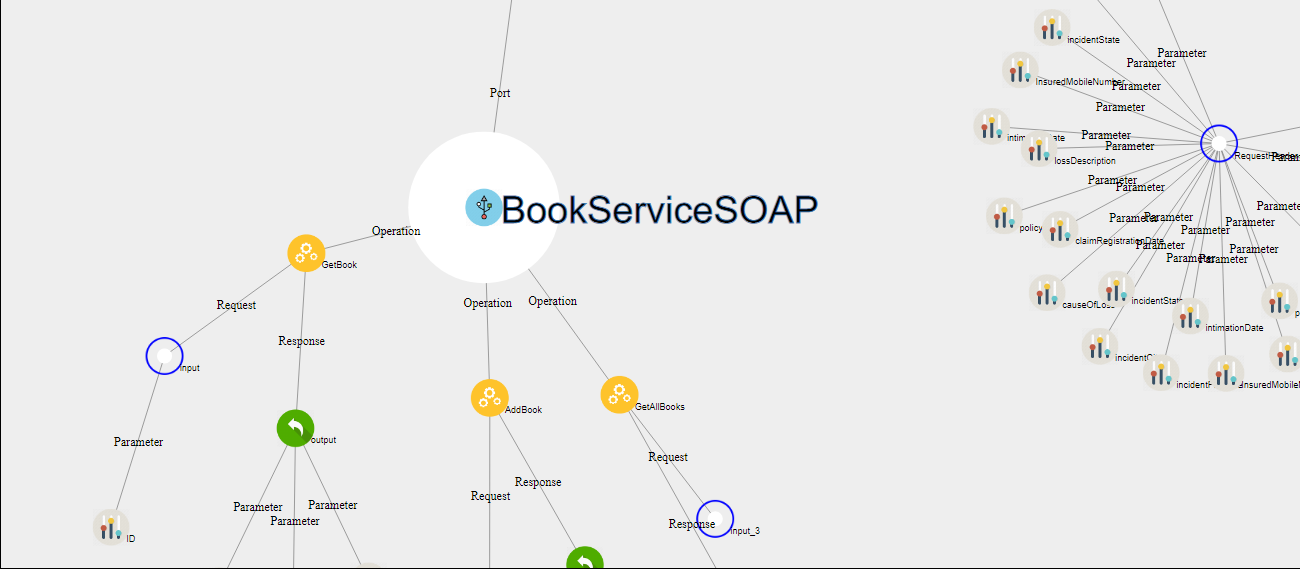 Port
BookServiceSOAP
Operation
GetBook
Request
Response
Operation
Operation
input
AddBook
GetAllBooks
output
Parameter
Request
Response
Request
Parameter
Parameter
Parameter
Response
input_3
ID
incidentState
Parameter
Parameter
InsuredMobileNumber
Parameter
Parameter
Parameter
Parameter
lossDescription
Parameter
Parameter
policy
Parameter
Parameter
Parameter
claimRegistrationDate
Parameter
Parameter
Parameter
Parameter
Parameter
Parameter
causeOfLoss
intimationDate